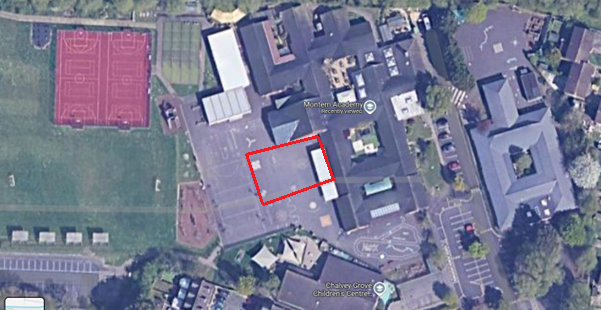 Montem Academy
Recently viewed
Chalvey Grove
Children's Centre